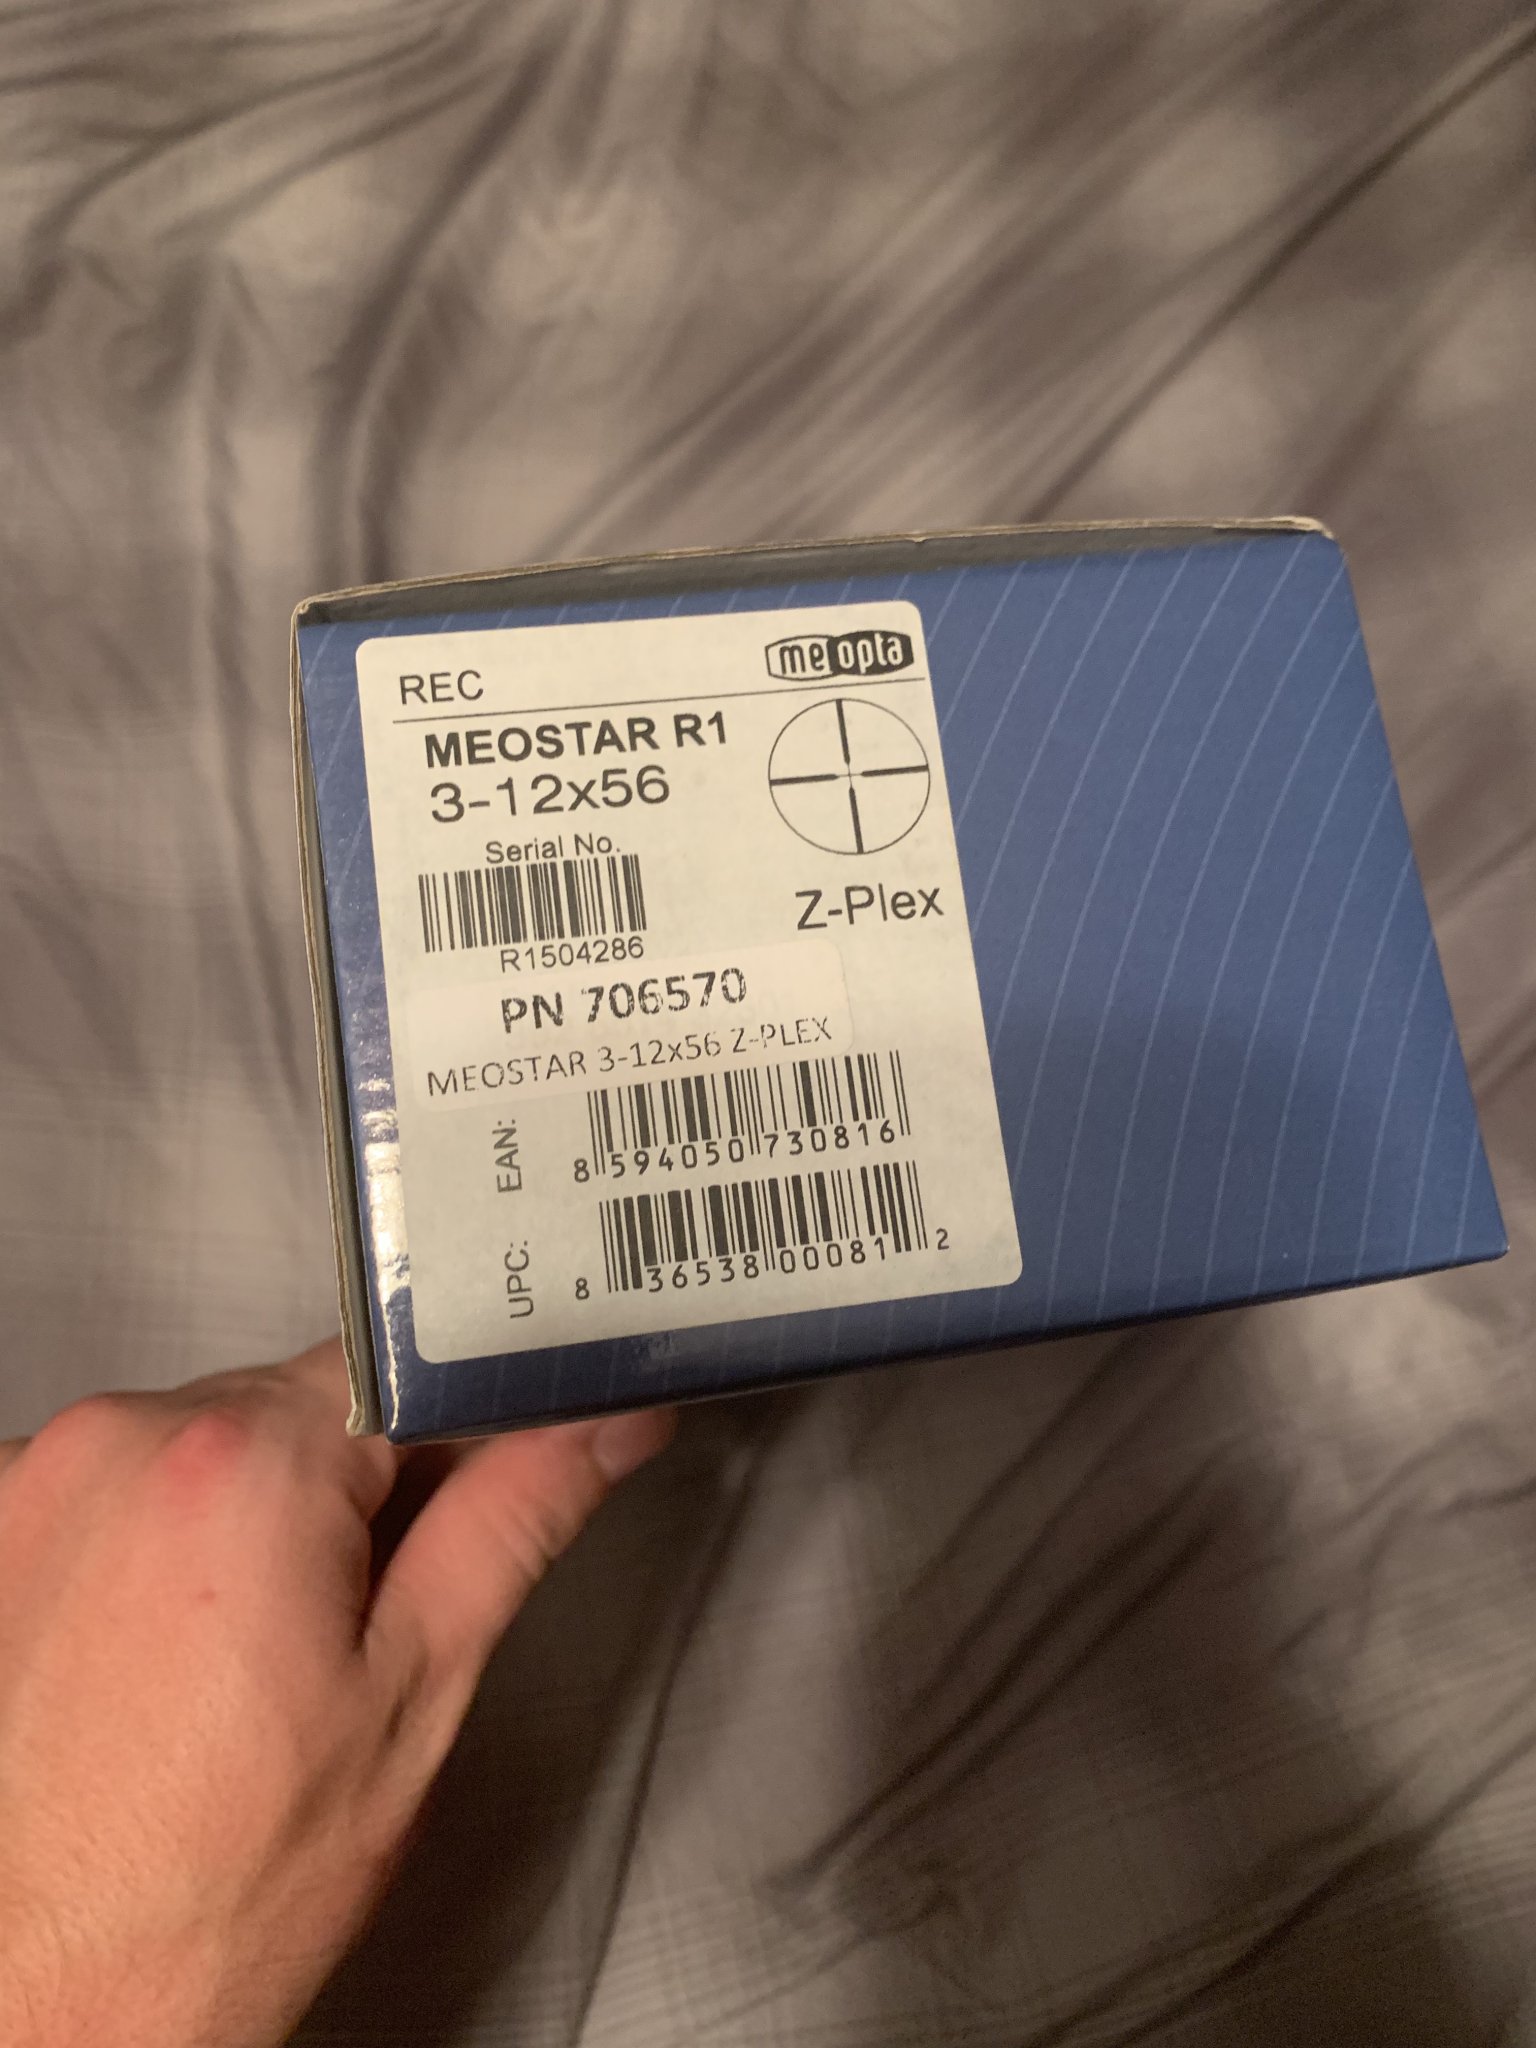 REC
meopta
MEOSTAR R1
3-12x56
Serial No.
R1504286
Z-Plex
PN 706570
MEOSTAR 3-12x56 Z-PLEX
EAN:
8 594050 730816
UPC:
8 36538 00081 2